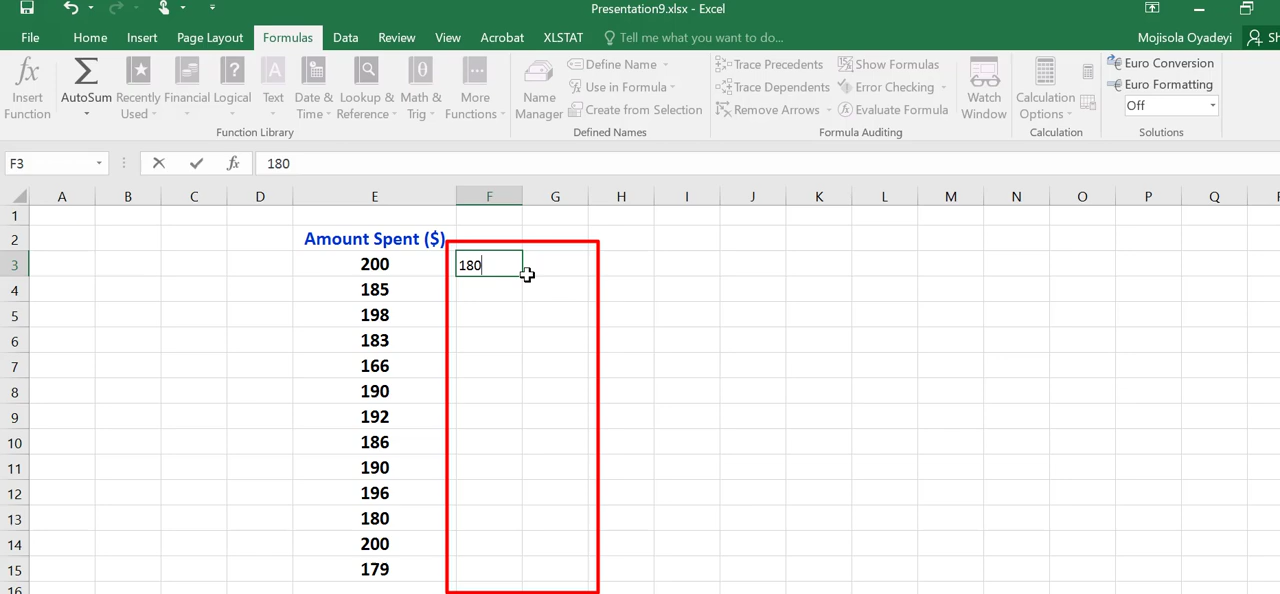 Presentation9.xlsx - Excel
File Home Insert Page Layout Formulas Data Review View Acrobat XLSTAT Tell me what you want to do... Mojisola Oyadeyi Sh
Insert Function AutoSum Recently Used Financial Logical Text Date & Time Lookup & Reference Math & Trig More Functions
Function Library
Name Manager Define Name Use in Formula Create from Selection
Defined Names
Trace Precedents Trace Dependents Remove Arrows Show Formulas Error Checking Evaluate Formula Watch Window
Formula Auditing
Calculation Options
Calculation
Euro Conversion
Euro Formatting
Off
Solutions
F3 fx 180
A B C D E F G H I J K L M N O P Q
1
2 Amount Spent ($)
3 200 180
4 185
5 198
6 183
7 166
8 190
9 192
10 186
11 190
12 196
13 180
14 200
15 179
16